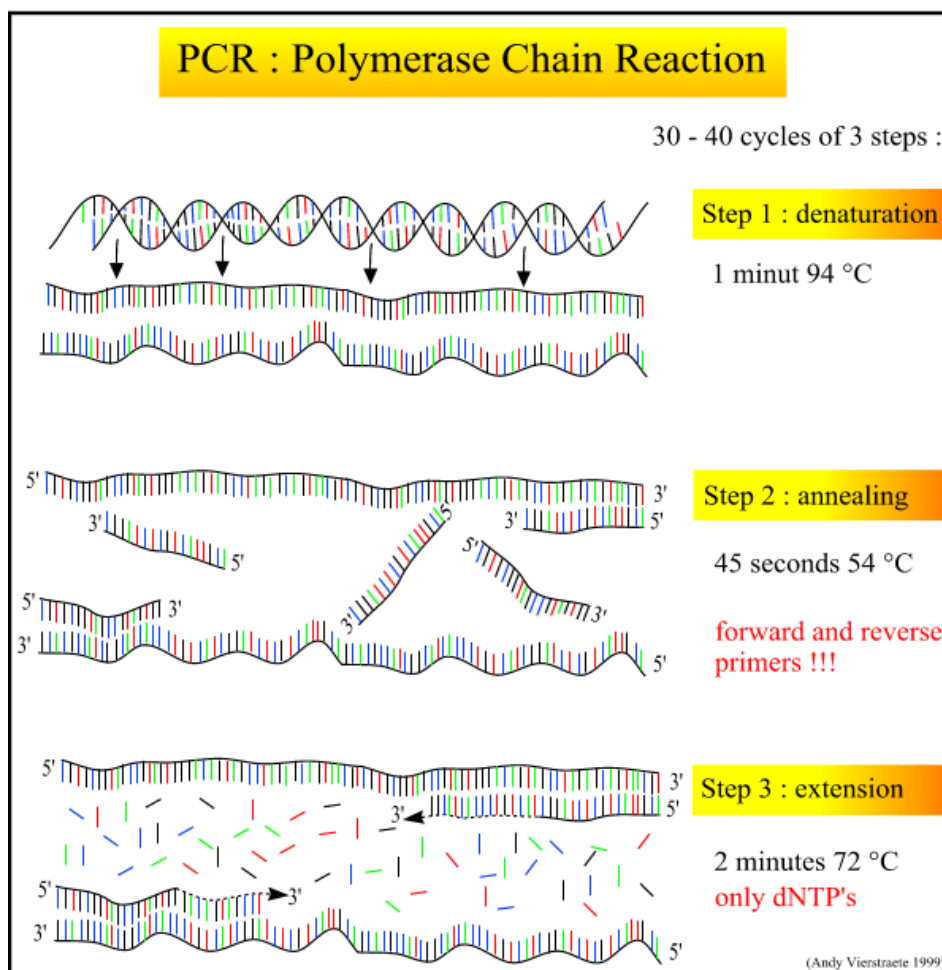 PCR : Polymerase Chain Reaction
30 - 40 cycles of 3 steps :
Step 1 : denaturation
1 minut 94 °C
5'
3'
Step 2 : annealing
3'
5'
5'
3'
5'
45 seconds 54 °C
5'
3'
5'
3'
3'
3'
5'
forward and reverse
primers !!!
5'
3'
Step 3 : extension
3'
5'
2 minutes 72 °C
only dNTP's
5'
3'
3'
5'
(Andy Vierstraete 1999)